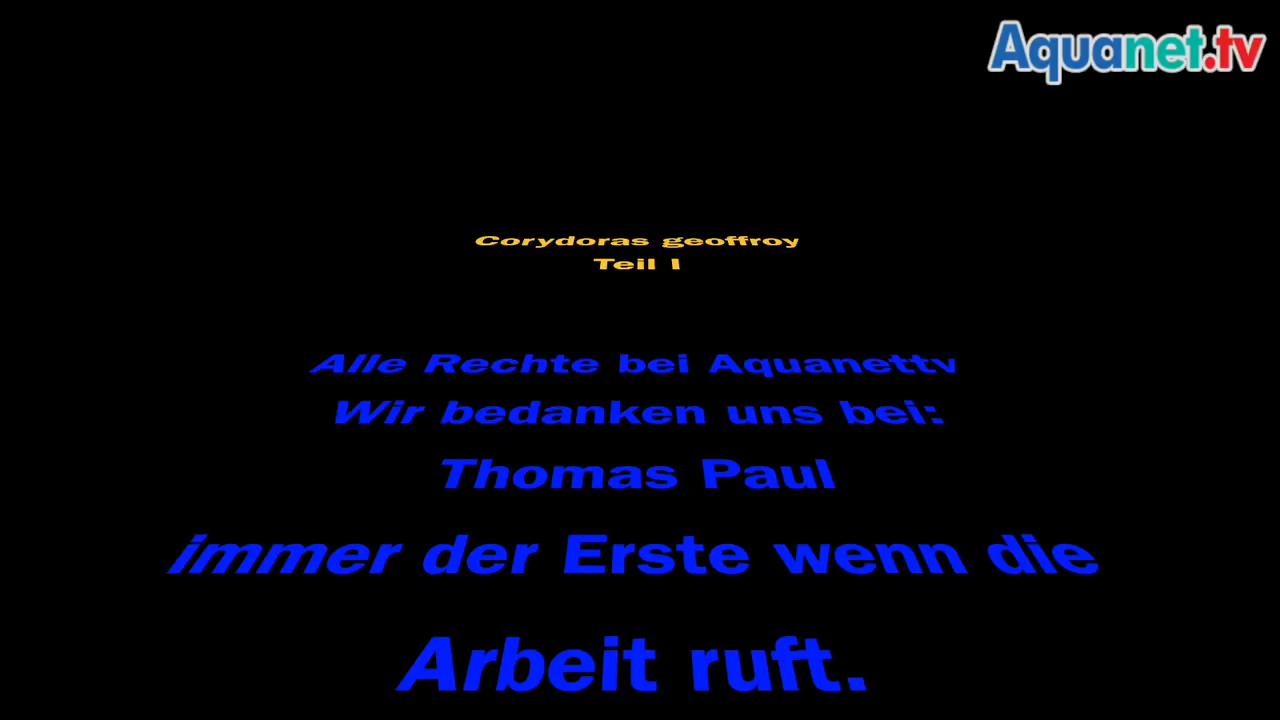 Aquanet.tv
Corydoras geoffroy
Teil I
Alle Rechte bei Aquanettv
Wir bedanken uns bei:
Thomas Paul
immer der Erste wenn die
Arbeit ruft.